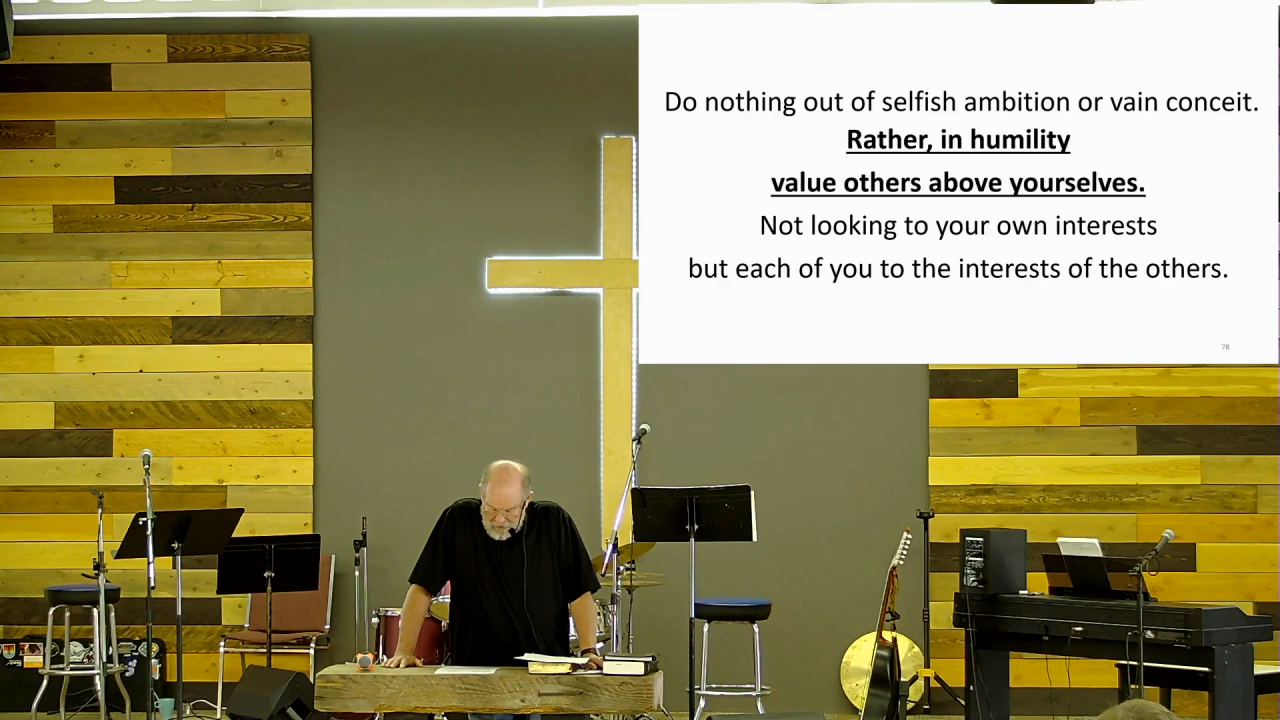 Do nothing out of selfish ambition or vain conceit.
Rather, in humility
value others above yourselves.
Not looking to your own interests
but each of you to the interests of the others.
78